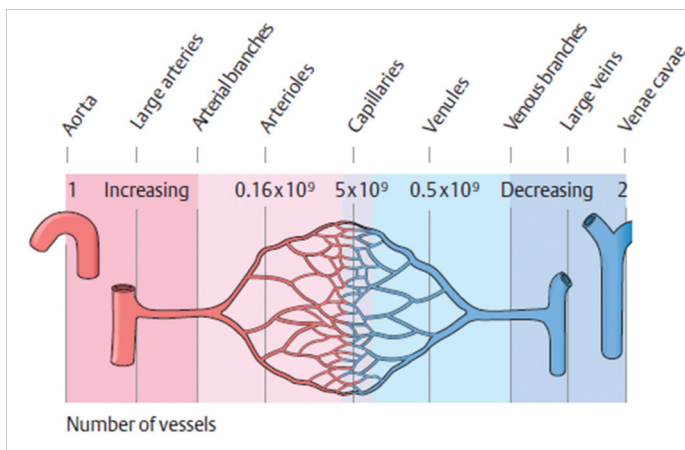 Aorta
Large arteries
Arterial branches
Arterioles
Capillaries
Venules
Venous branches
Large veins
Venae cavae
1 Increasing 0.16x10⁹ 5x10⁹ 0.5x10⁹ Decreasing 2
Number of vessels